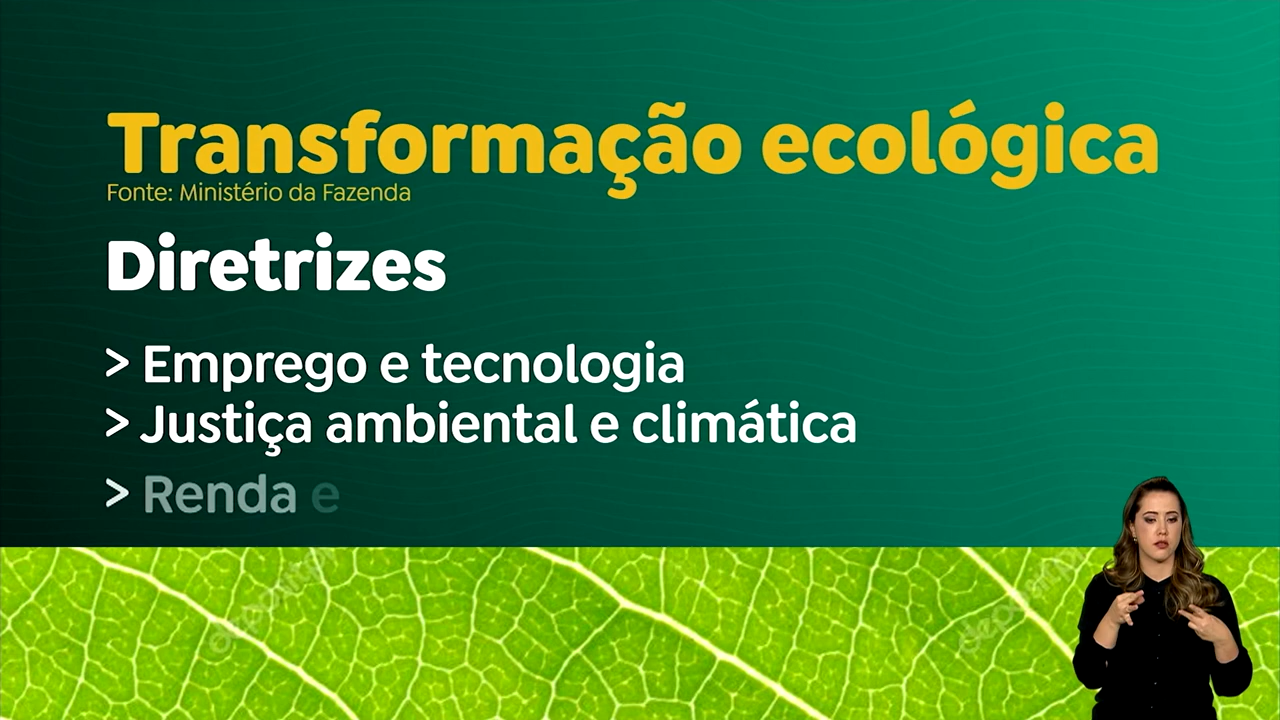 Transformação ecológica
Fonte: Ministério da Fazenda
Diretrizes
> Emprego e tecnologia
> Justiça ambiental e climática
> Renda e